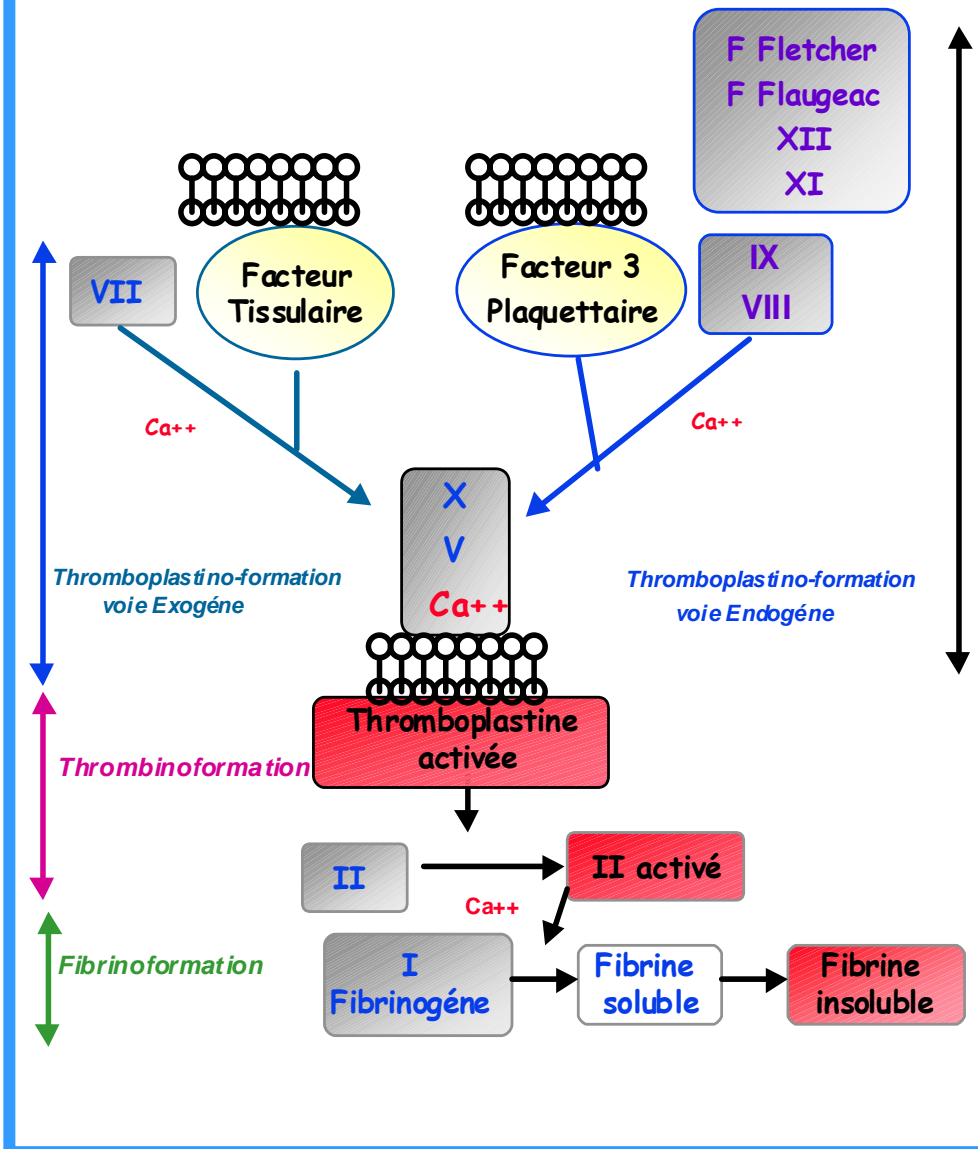 F Fletcher
F Flaugeac
XII
XI
VII
Facteur
Tissulaire
Facteur 3
Plaquettaire
IX
VIII
Ca++
Ca++
X
V
Ca++
Thromboplastino-formation
voie Exogéne
Thromboplastino-formation
voie Endogéne
Thromboplastine
activée
Thrombinoformation
II
II activé
Ca++
Fibrinoformation
I
Fibrinogéne
Fibrine
soluble
Fibrine
insoluble